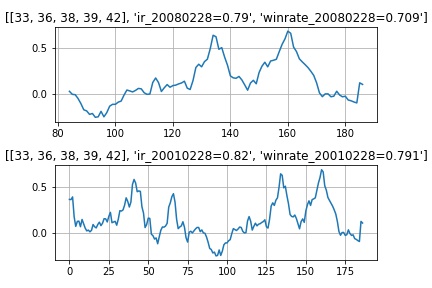 [[33, 36, 38, 39, 42], 'ir_20080228=0.79', 'winrate_20080228=0.709']
0.5
0.0
80 100 120 140 160 180
[[33, 36, 38, 39, 42], 'ir_20010228=0.82', 'winrate_20010228=0.791']
0.5
0.0
0 25 50 75 100 125 150 175